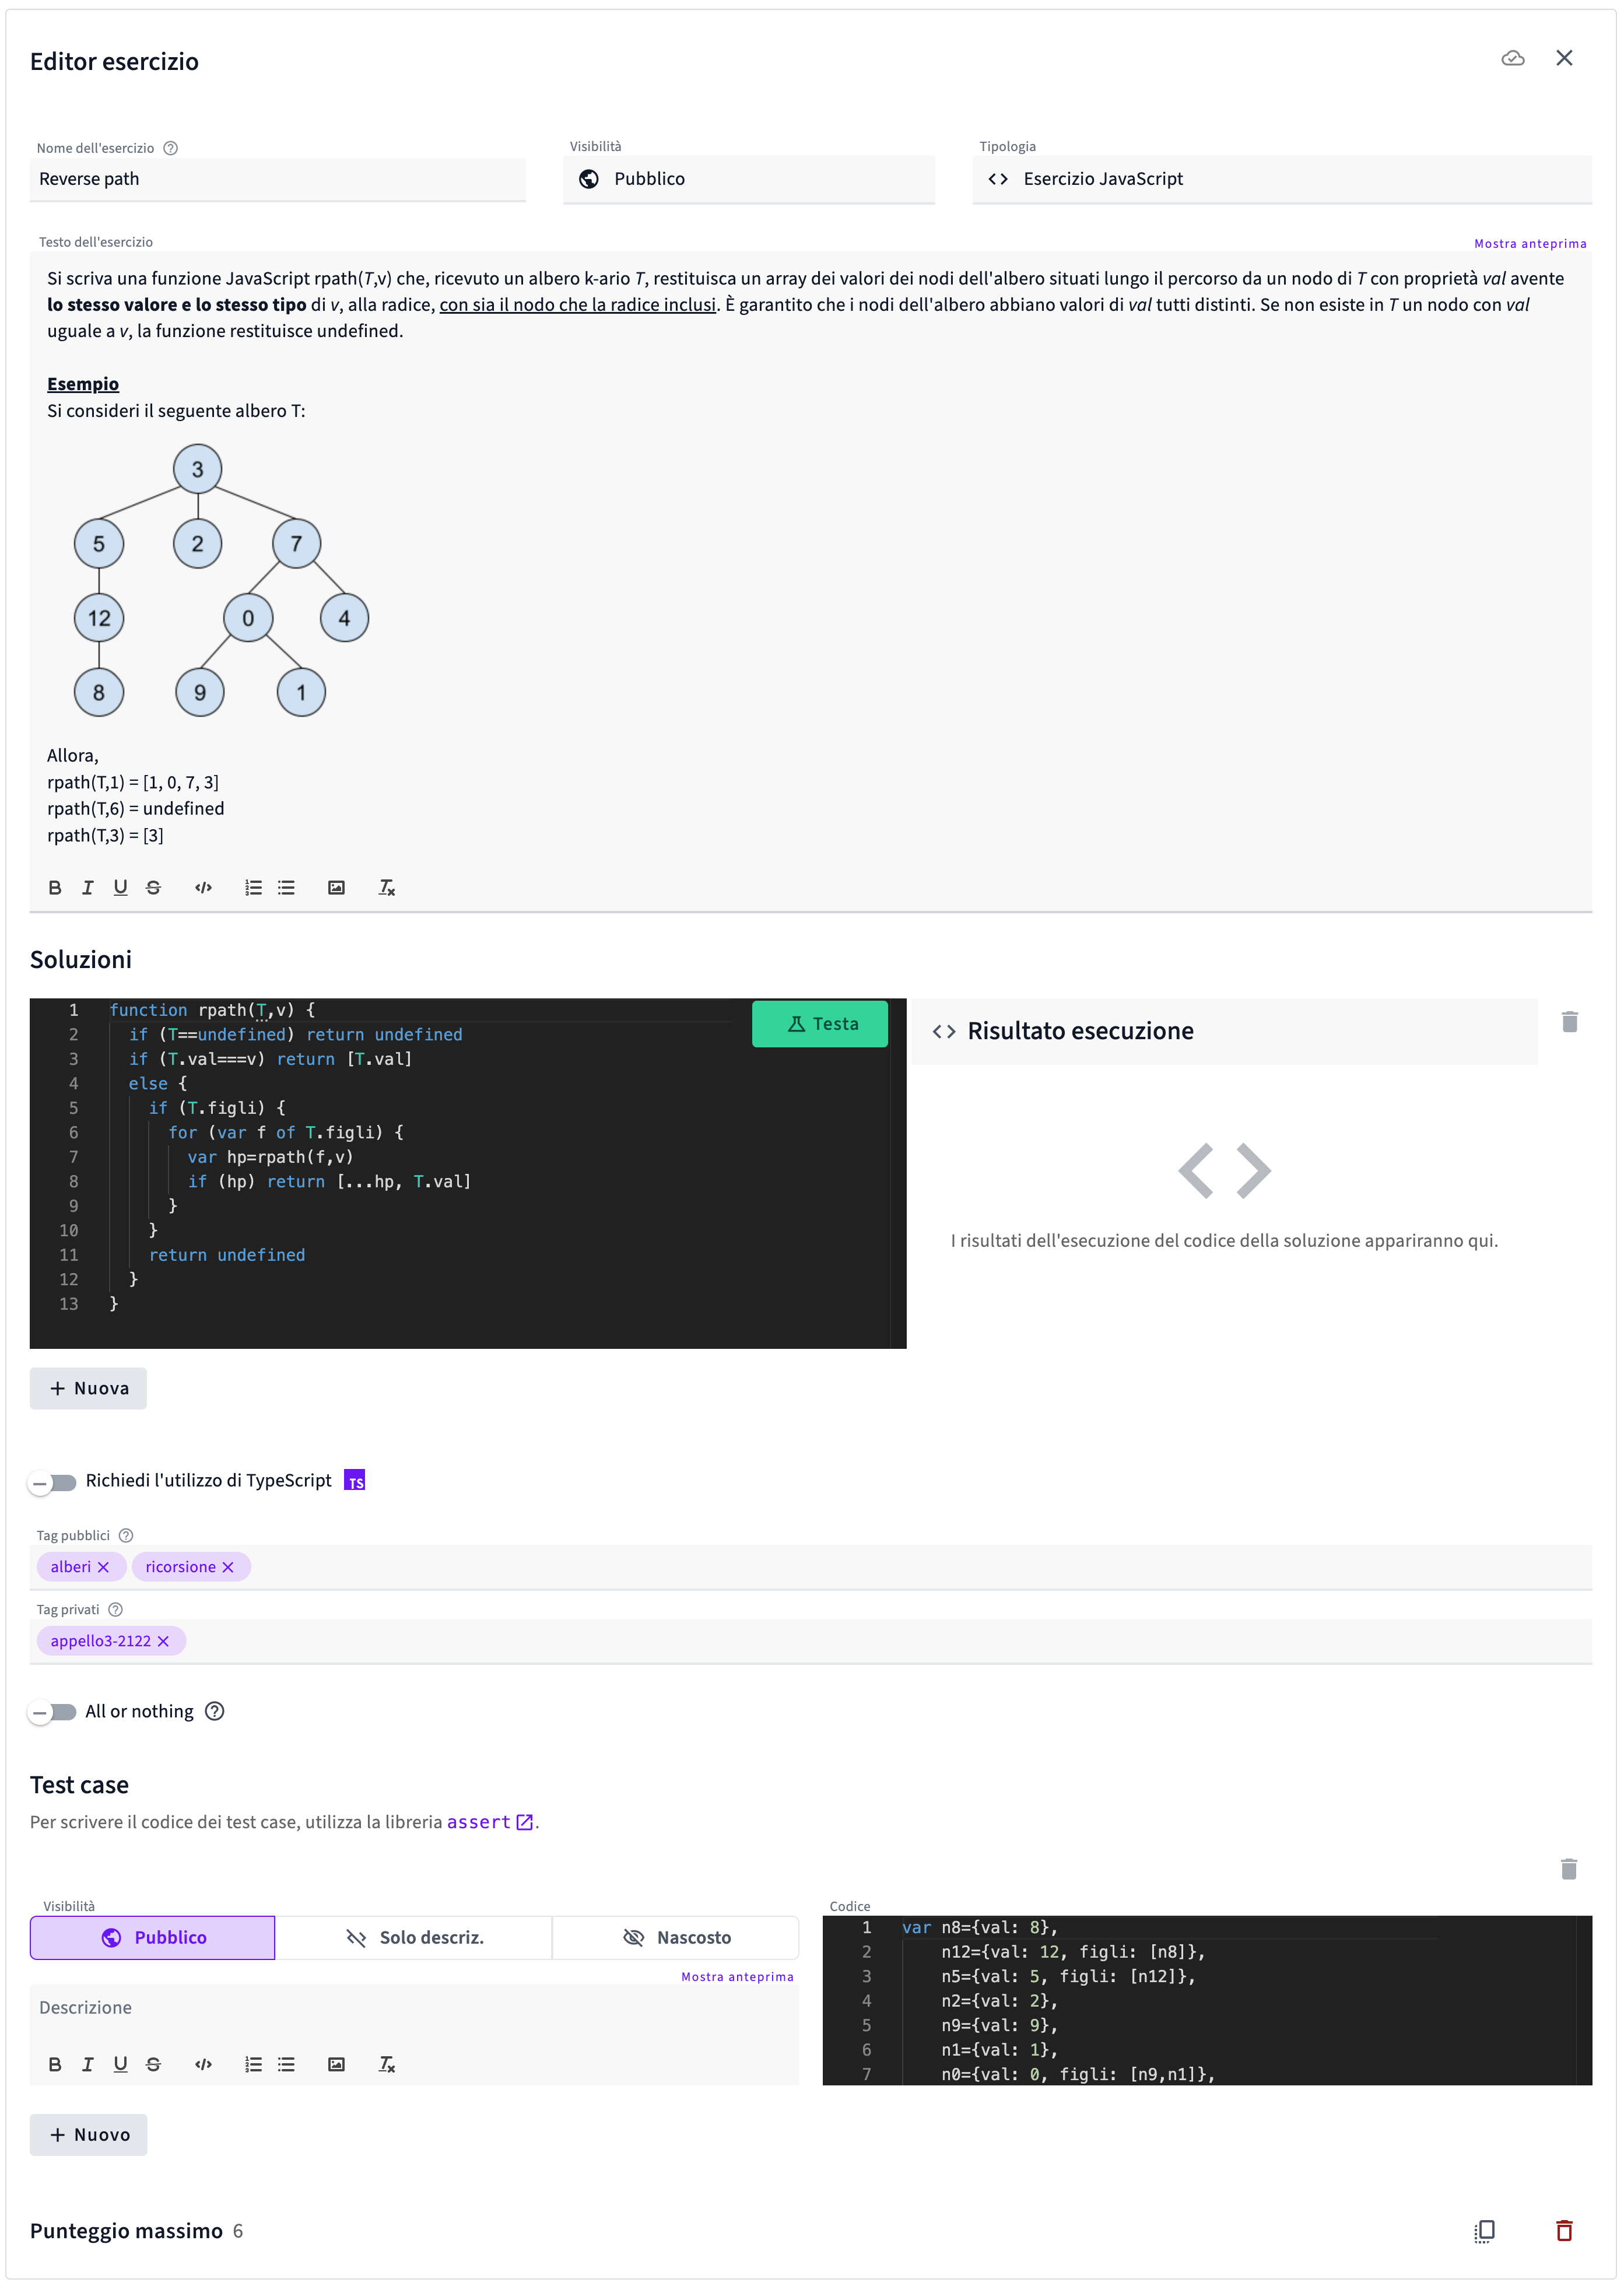 Editor esercizio
Nome dell'esercizio
Visibilità
Tipologia
Reverse path
Pubblico
Esercizio JavaScript
Testo dell'esercizio
Mostra anteprima
Si scriva una funzione JavaScript rpath(T,v) che, ricevuto un albero k-ario T, restituisca un array dei valori dei nodi dell'albero situati lungo il percorso da un nodo di T con proprietà val avente
lo stesso valore e lo stesso tipo di v, alla radice, con sia il nodo che la radice inclusi. È garantito che i nodi dell'albero abbiano valori di val tutti distinti. Se non esiste in T un nodo con val
uguale a v, la funzione restituisce undefined.
Esempio
Si consideri il seguente albero T:
3
5 2 7
12 0 4
8 9 1
Allora,
rpath(T,1) = [1, 0, 7, 3]
rpath(T,6) = undefined
rpath(T,3) = [3]
Soluzioni
1 function rpath(T,v) {
2 if (T==undefined) return undefined
3 if (T.val===v) return [T.val]
4 else {
5 if (T.figli) {
6 for (var f of T.figli) {
7 var hp=rpath(f,v)
8 if (hp) return [...hp, T.val]
9 }
10 }
11 return undefined
12 }
13 }
Testa
Risultato esecuzione
I risultati dell'esecuzione del codice della soluzione appariranno qui.
+ Nuova
Richiedi l'utilizzo di TypeScript TS
Tag pubblici
alberi
ricorsione
Tag privati
appello3-2122
All or nothing
Test case
Per scrivere il codice dei test case, utilizza la libreria assert.
Visibilità
Pubblico
Solo descriz.
Nascosto
Mostra anteprima
Descrizione
Codice
1 var n8={val: 8},
2 n12={val: 12, figli: [n8]},
3 n5={val: 5, figli: [n12]},
4 n2={val: 2},
5 n9={val: 9},
6 n1={val: 1},
7 n0={val: 0, figli: [n9,n1]},
+ Nuovo
Punteggio massimo 6